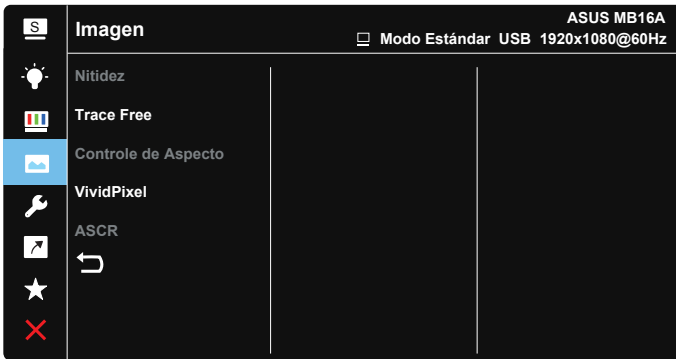 S
Imagen
ASUS MB16A
Modo Estándar USB 1920x1080@60Hz
Nitidez
Trace Free
Controle de Aspecto
VividPixel
ASCR